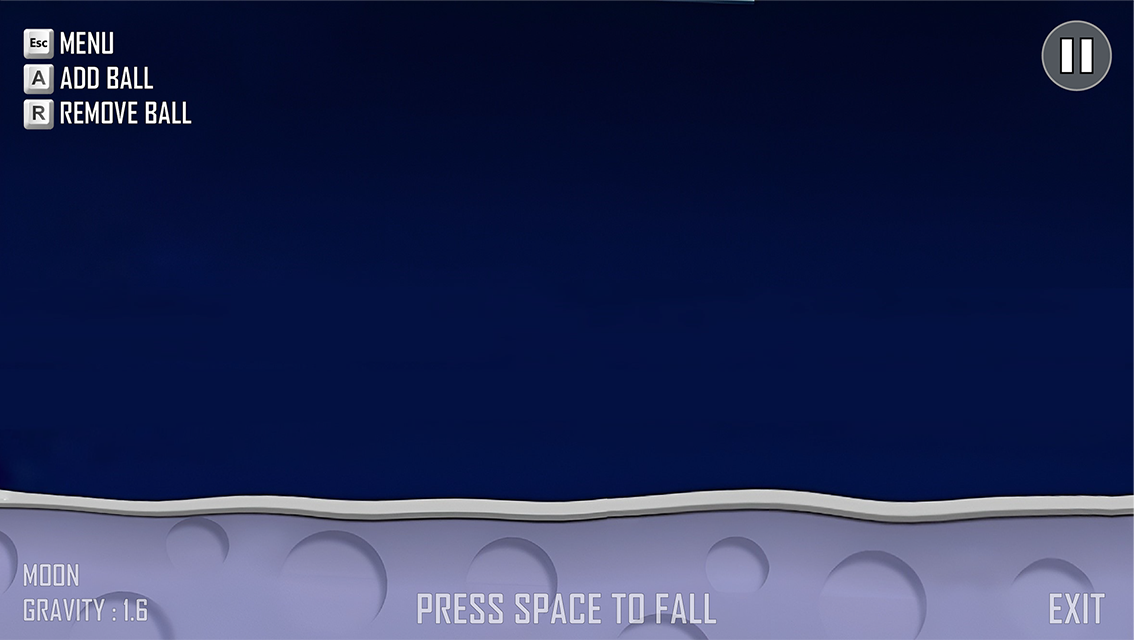 Esc MENU
A ADD BALL
R REMOVE BALL
MOON
GRAVITY : 1.6
PRESS SPACE TO FALL
EXIT